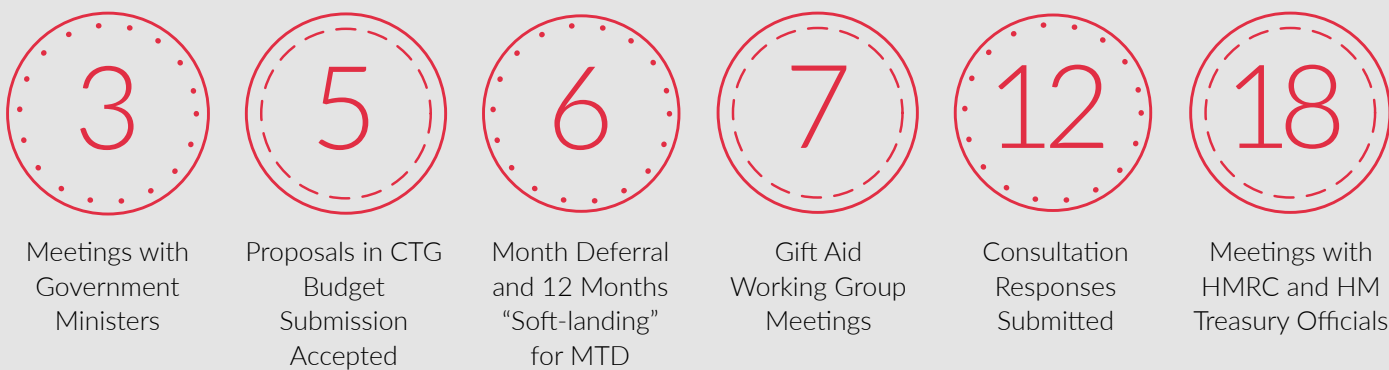 3
Meetings with
Government
Ministers
5
Proposals in CTG
Budget
Submission
Accepted
6
Month Deferral
and 12 Months
“Soft-landing”
for MTD
7
Gift Aid
Working Group
Meetings
12
Consultation
Responses
Submitted
18
Meetings with
HMRC and HM
Treasury Officials